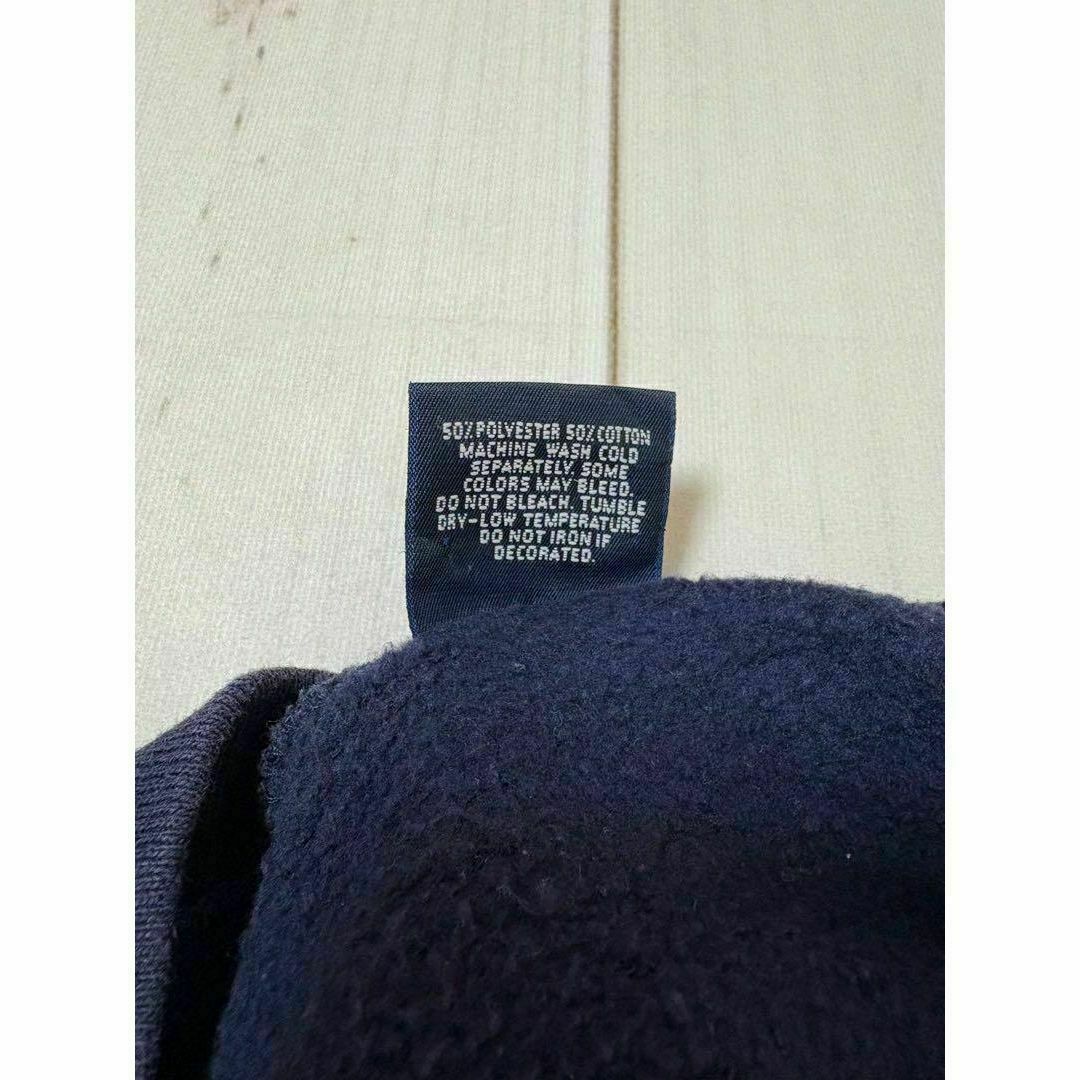 50% POLYESTER 50% COTTON
MACHINE WASH COLD
SEPARATELY. SOME
COLORS MAY BLEED.
DO NOT BLEACH. TUMBLE
DRY-LOW TEMPERATURE
DO NOT IRON IF
DECORATED.